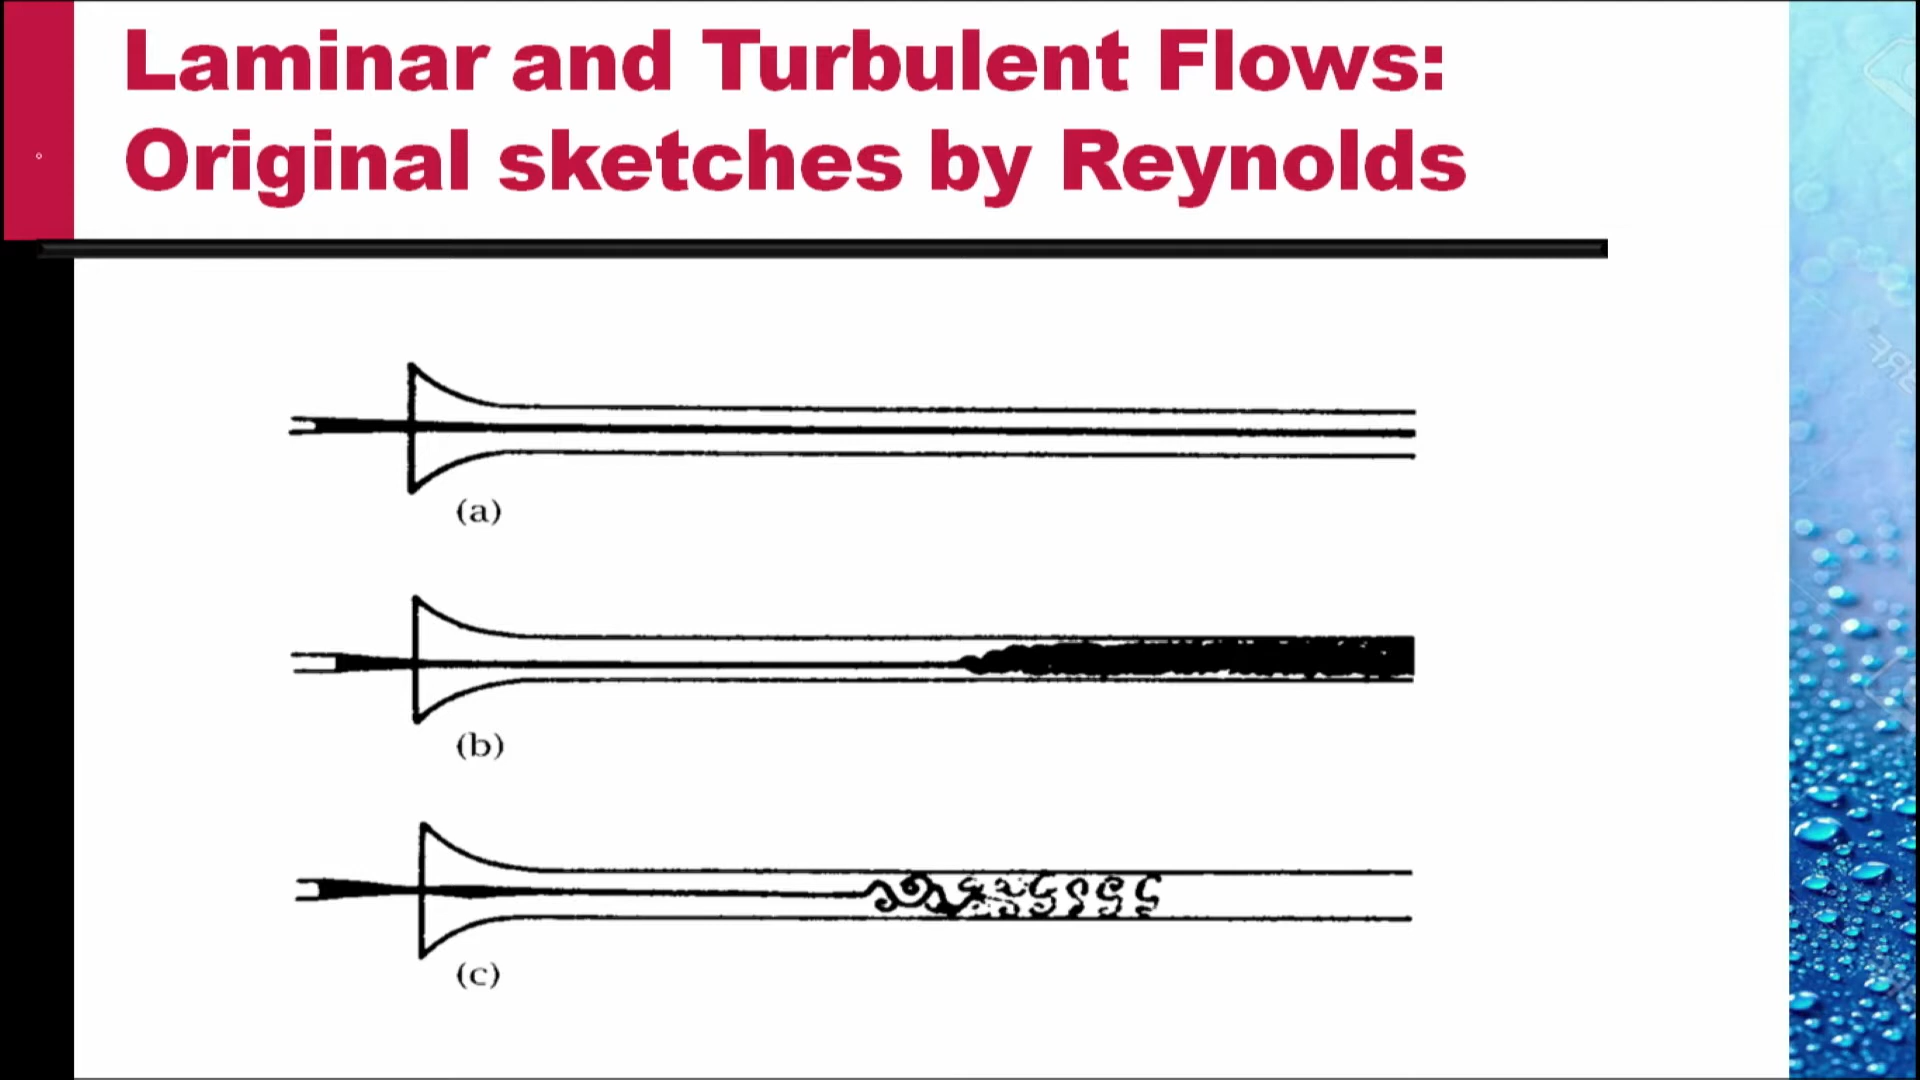 Laminar and Turbulent Flows:
Original sketches by Reynolds
(a)
(b)
(c)